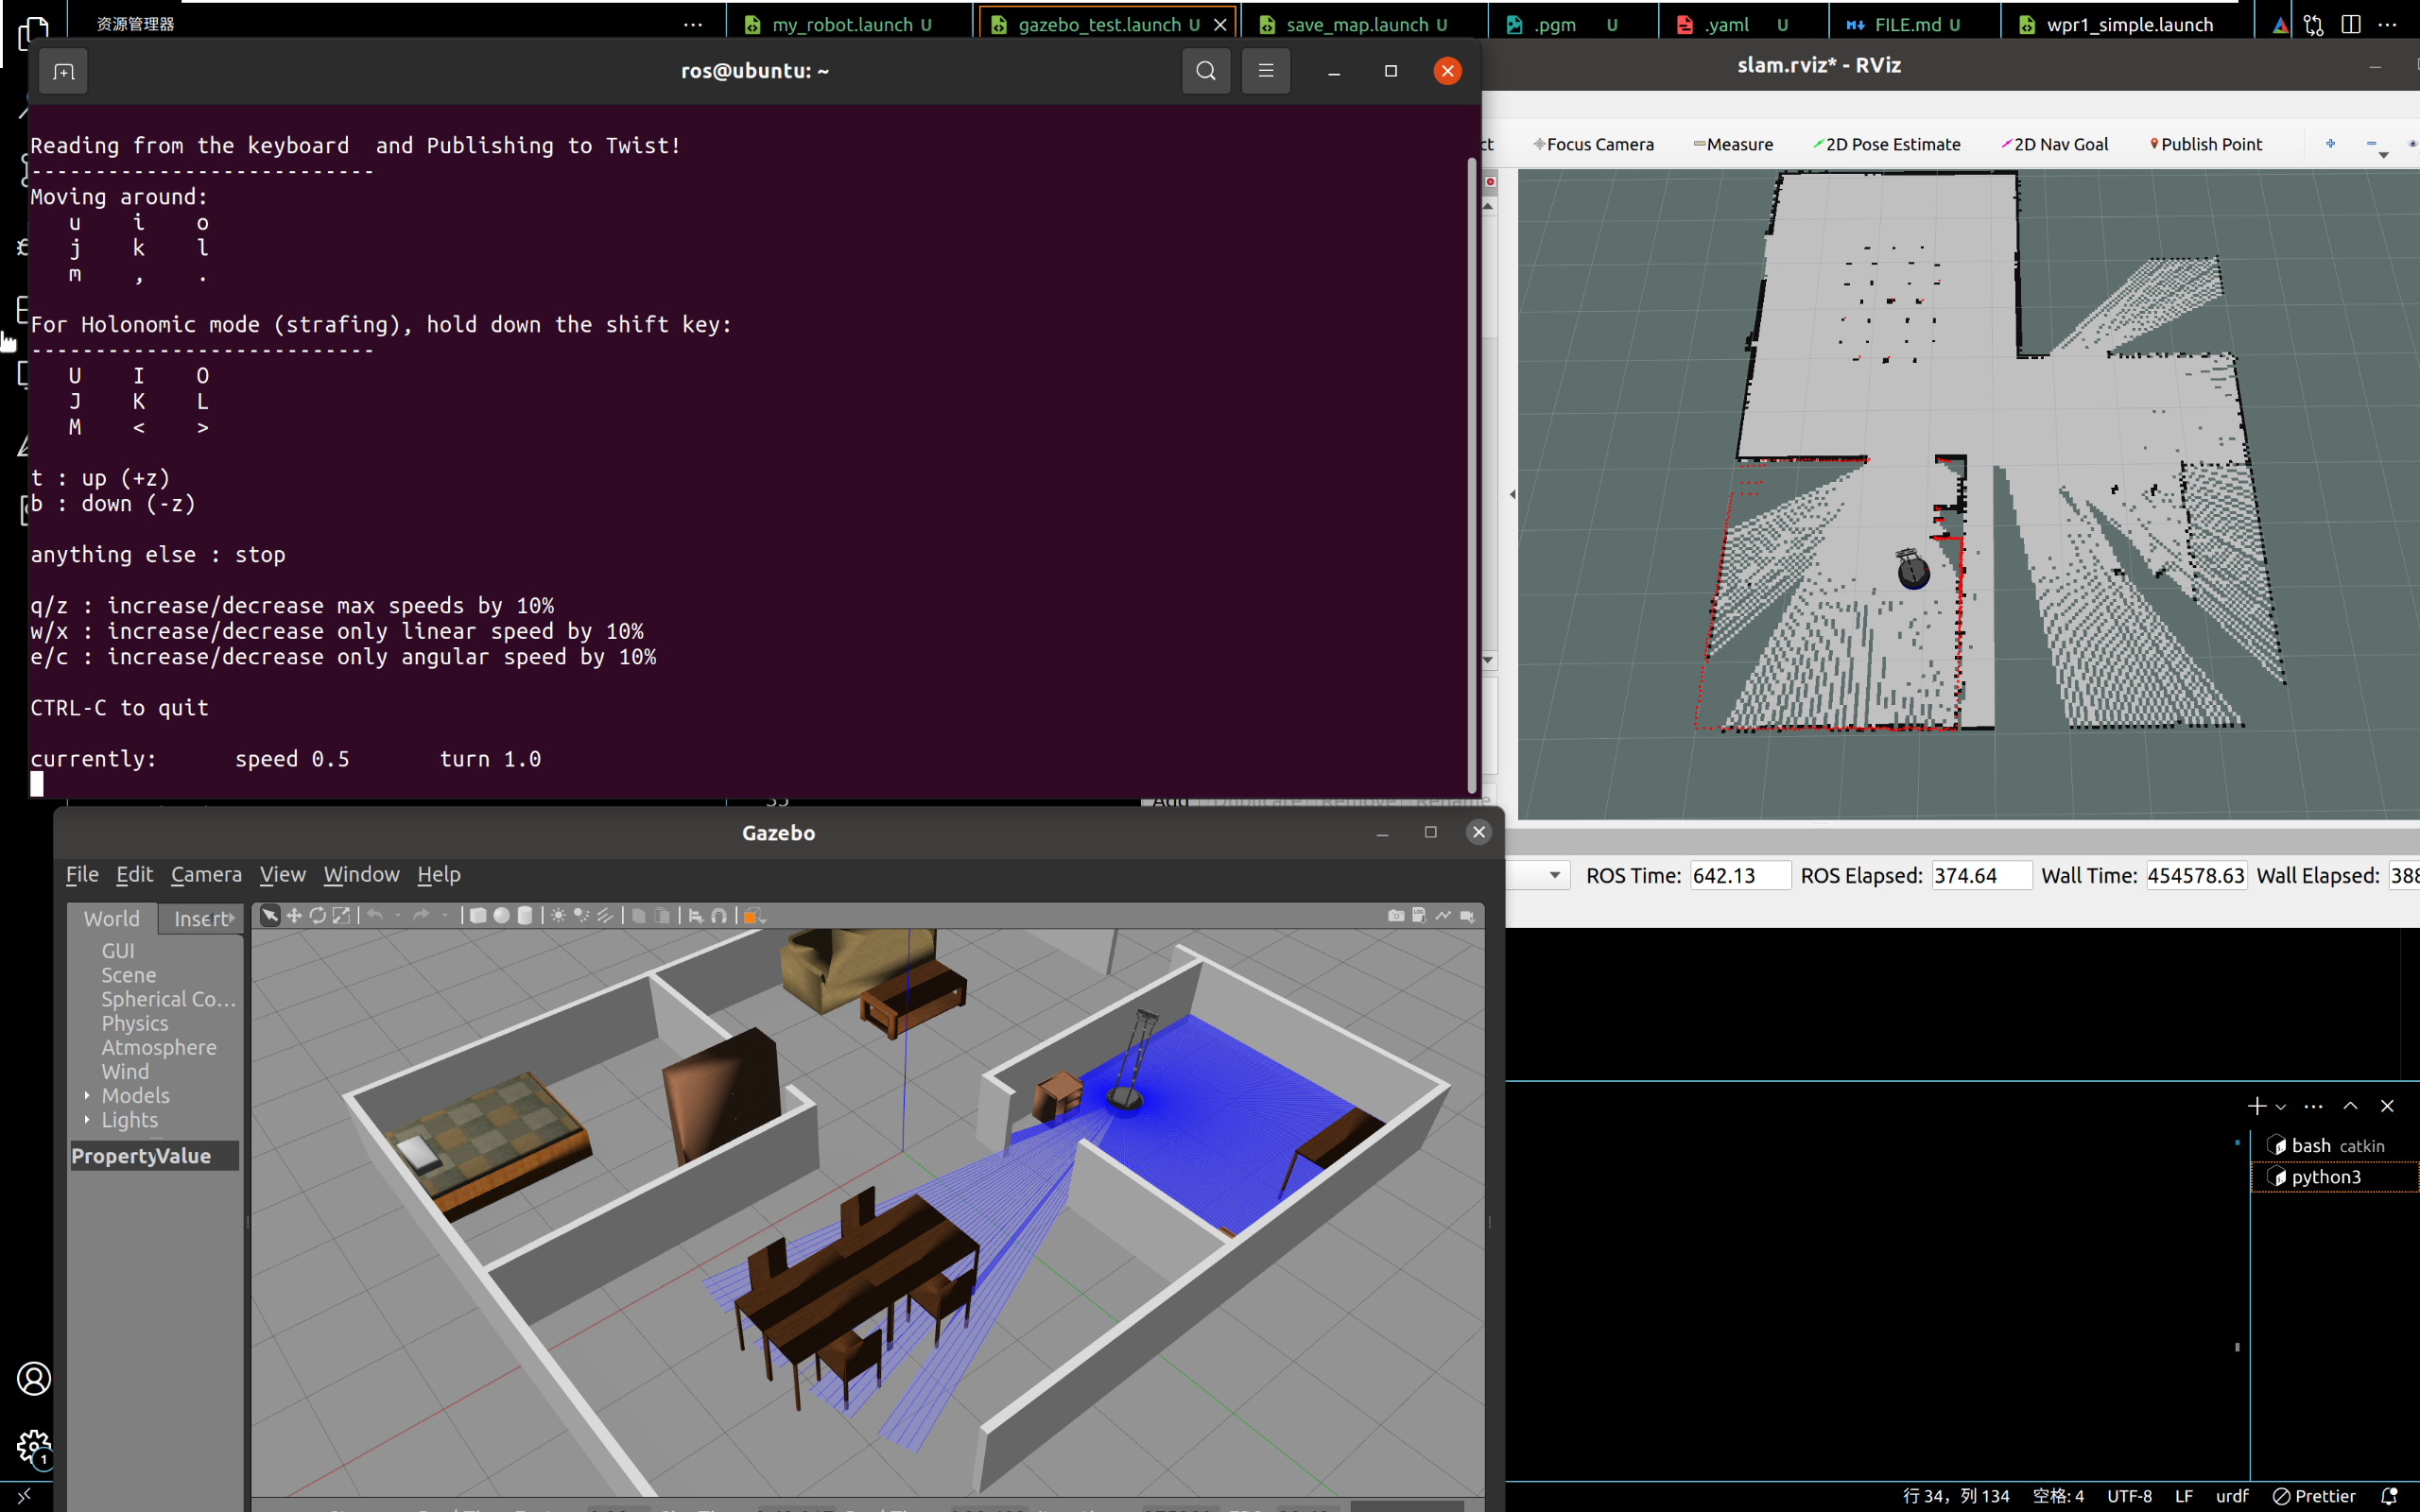 资源管理器
my_robot.launch U
gazebo_test.launch U
save_map.launch U
.pgm U
.yaml U
FILE.md U
wpr1_simple.launch
ros@ubuntu: ~
Reading from the keyboard  and Publishing to Twist!
---------------------------
Moving around:
u i o
j k l
m , .
For Holonomic mode (strafing), hold down the shift key:
---------------------------
U I O
J K L
M < >
t : up (+z)
b : down (-z)
anything else : stop
q/z : increase/decrease max speeds by 10%
w/x : increase/decrease only linear speed by 10%
e/c : increase/decrease only angular speed by 10%
CTRL-C to quit
currently: speed 0.5 turn 1.0
slam.rviz* - RViz
Focus Camera Measure 2D Pose Estimate 2D Nav Goal Publish Point
ROS Time: 642.13 ROS Elapsed: 374.64 Wall Time: 454578.63 Wall Elapsed: 388
Gazebo
File Edit Camera View Window Help
World Insert
GUI
Scene
Spherical Co...
Physics
Atmosphere
Wind
Models
Lights
Property Value
bash catkin
python3
1
行 34，列 134 空格: 4 UTF-8 LF urdf Prettier